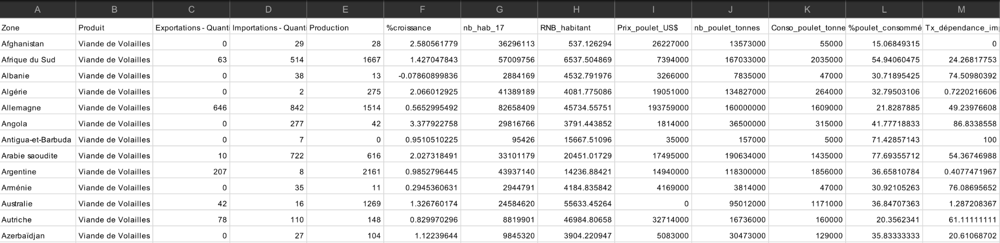 A B C D E F G H I J K L M
Zone Produit Exportations - Quanti Importations - Quanti Production %croissance nb_hab_17 RNB_habitant Prix_poulet_US$ nb_poulet_tonnes Conso_poulet_tonne %poulet_consommé Tx_dépendance_imp
Afghanistan Viande de Volailles 0 29 28 2.580561779 36296113 537.126294 26227000 13573000 55000 15.06849315 0
Afrique du Sud Viande de Volailles 63 514 1667 1.427047843 57009756 6537.504869 7394000 167033000 2035000 54.94060475 24.26817753
Albanie Viande de Volailles 0 38 13 -0.07860899836 2884169 4532.791976 3266000 7835000 47000 30.71895425 74.50980392
Algérie Viande de Volailles 0 2 275 2.066012925 41389189 4081.775086 19051000 134827000 264000 32.79503106 0.7220216606
Allemagne Viande de Volailles 646 842 1514 0.5652995492 82658409 45734.55751 193759000 160000000 1609000 21.8287885 49.23976608
Angola Viande de Volailles 0 277 42 3.377922758 29816766 3791.443852 1814000 36500000 315000 41.77718833 86.8338558
Antigua-et-Barbuda Viande de Volailles 0 7 0 0.9510510225 95426 15667.51096 35000 157000 5000 71.42857143 100
Arabie saoudite Viande de Volailles 10 722 616 2.027318491 33101179 20451.01729 17495000 190634000 1435000 77.69355712 54.36746988
Argentine Viande de Volailles 207 8 2161 0.9852796445 43937140 14236.88421 14940000 118300000 1856000 36.65810784 0.4077471967
Arménie Viande de Volailles 0 35 11 0.2945360631 2944791 4184.835842 4169000 3814000 47000 30.92105263 76.08695652
Australie Viande de Volailles 42 16 1269 1.326760174 24584620 55633.45264 0 95012000 1171000 36.84707363 1.287208367
Autriche Viande de Volailles 78 110 148 0.829970296 8819901 46984.80658 32714000 16736000 160000 20.3562341 61.11111111
Azerbaïdjan Viande de Volailles 0 27 104 1.12239644 9845320 3904.220947 5083000 30473000 129000 35.83333333 20.61068702